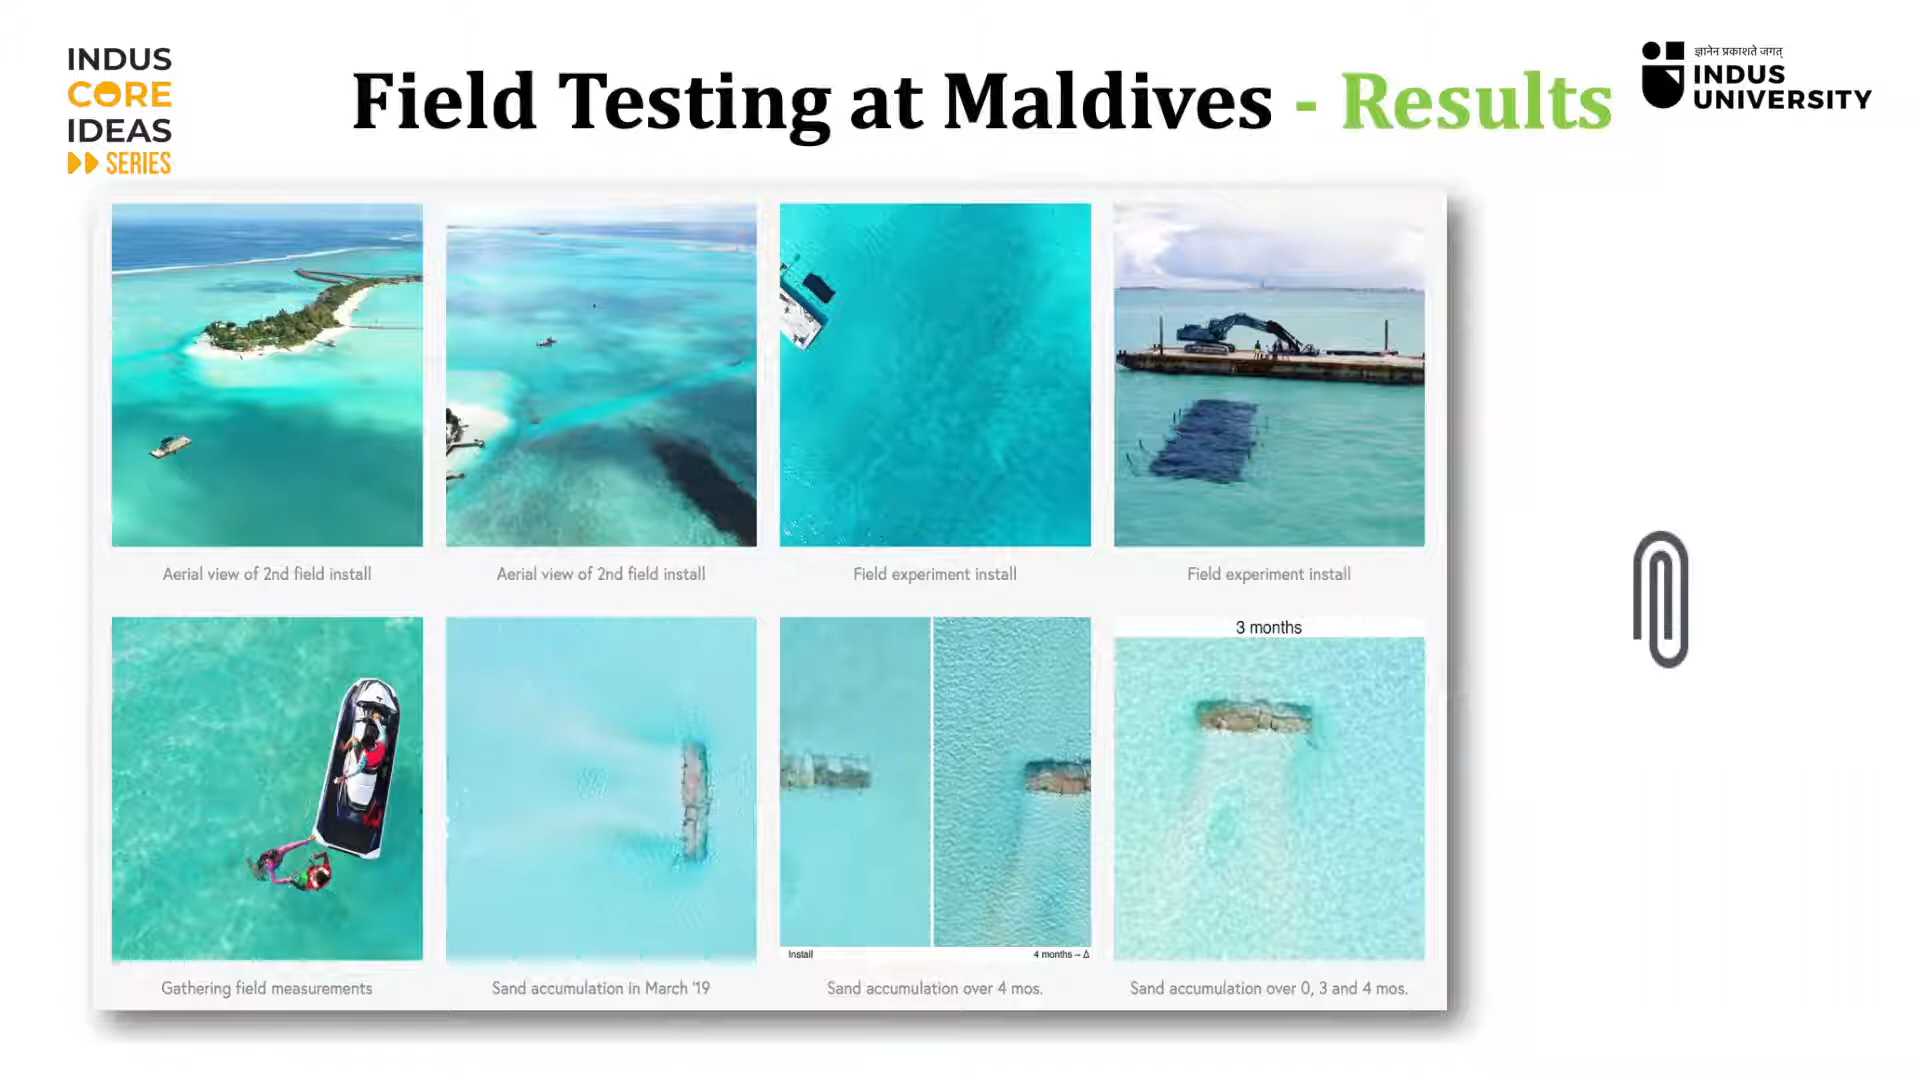 INDUS
CORE
IDEAS
SERIES
Field Testing at Maldives - Results
ज्ञानेन प्रकाशते जगत्
INDUS
UNIVERSITY
Aerial view of 2nd field install
Aerial view of 2nd field install
Field experiment install
Field experiment install
3 months
Install
4 months – Δ
Gathering field measurements
Sand accumulation in March '19
Sand accumulation over 4 mos.
Sand accumulation over 0, 3 and 4 mos.